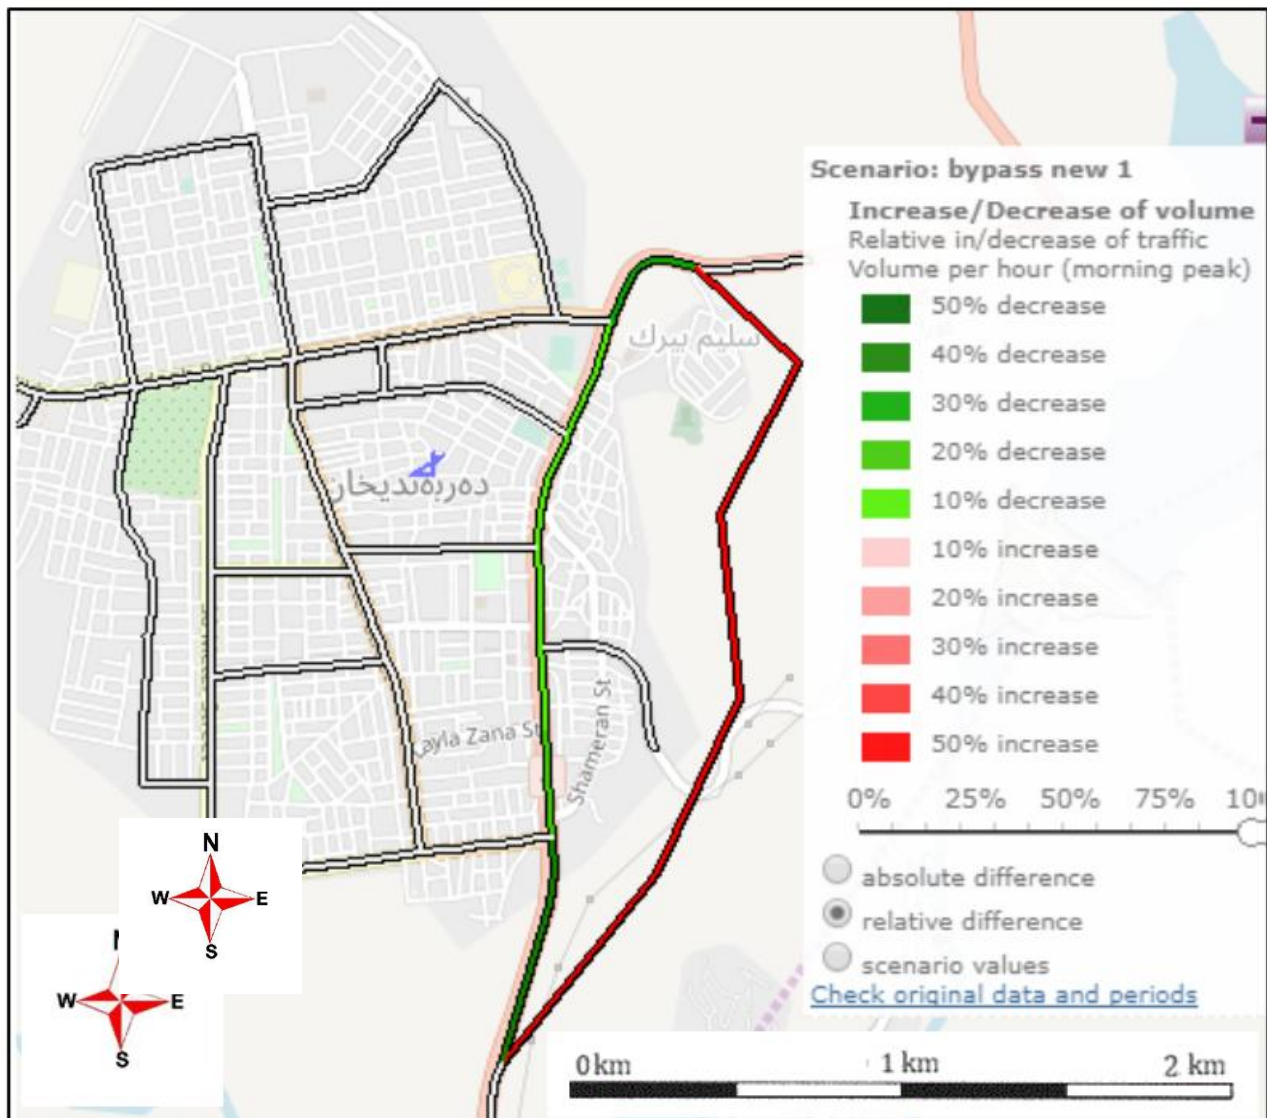 Scenario: bypass new 1
Increase/Decrease of volume
Relative in/decrease of traffic
Volume per hour (morning peak)
50% decrease
40% decrease
30% decrease
20% decrease
10% decrease
10% increase
20% increase
30% increase
40% increase
50% increase
0% 25% 50% 75%
absolute difference
relative difference
scenario values
Check original data and periods
سليم بيرك
دەربەندیخان
Layla Zana St
Shameran St
N
W E
S
W E
S
0 km 1 km 2 km